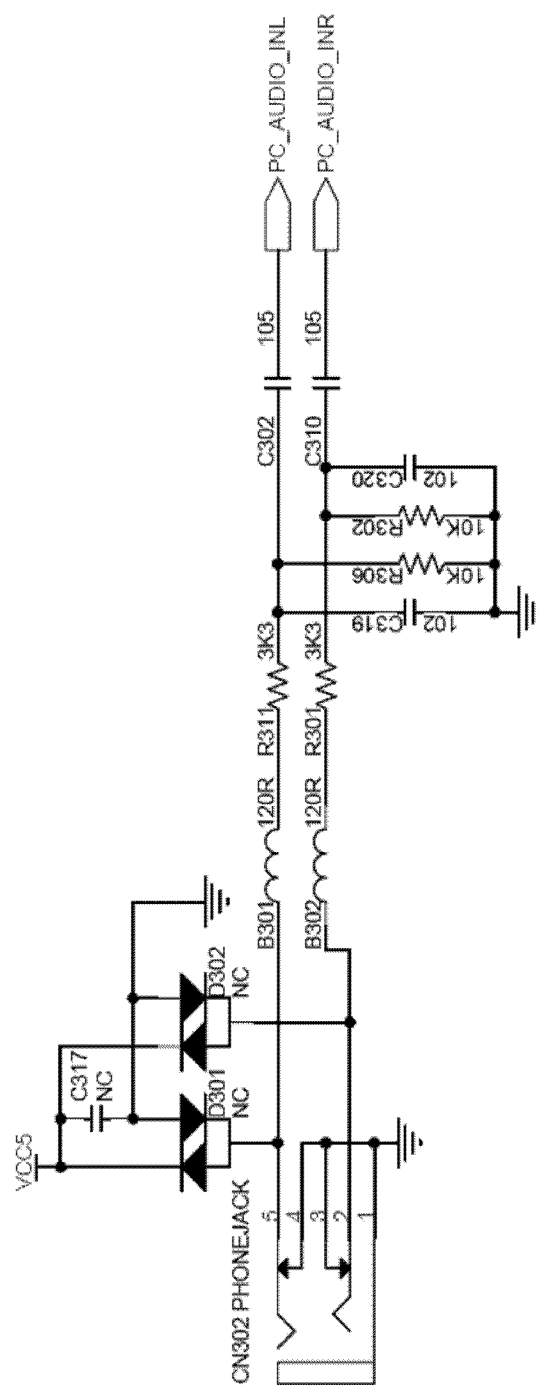 PC_AUDIO_INL
PC_AUDIO_INR
105
105
C302
C310
C320
102
R302
10K
R306
10K
C319
102
3K3
3K3
R311
R301
120R
120R
B301
B302
D302
NC
C317
NC
D301
NC
VCC5
CN302 PHONEJACK
5
4
3
2
1